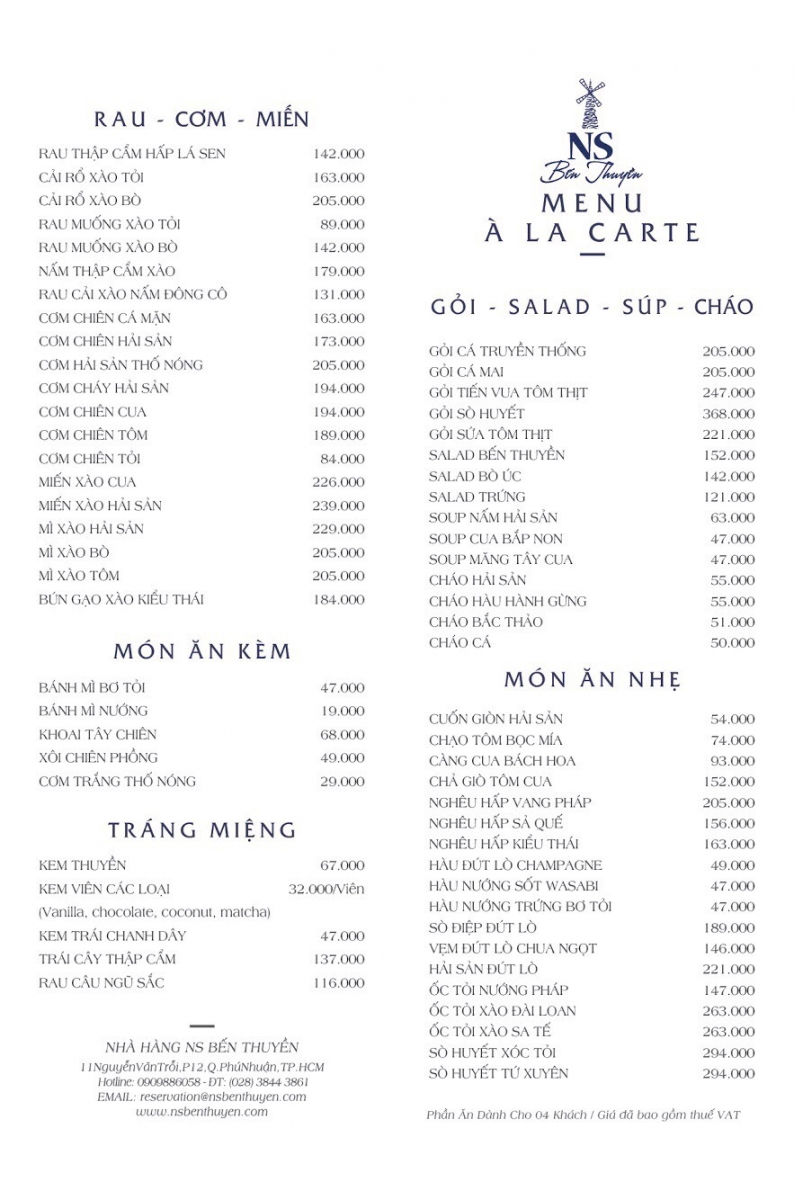 RAU - CƠM - MIẾN
RAU THẬP CẨM HẤP LÁ SEN 142.000
CẢI RỔ XÀO TỎI 163.000
CẢI RỔ XÀO BÒ 205.000
RAU MUỐNG XÀO TỎI 89.000
RAU MUỐNG XÀO BÒ 142.000
NẤM THẬP CẨM XÀO 179.000
RAU CẢI XÀO NẤM ĐÔNG CÔ 131.000
CƠM CHIÊN CÁ MẶN 163.000
CƠM CHIÊN HẢI SẢN 173.000
CƠM HẢI SẢN THỐ NÓNG 205.000
CƠM CHÁY HẢI SẢN 194.000
CƠM CHIÊN CUA 194.000
CƠM CHIÊN TÔM 189.000
CƠM CHIÊN TỎI 84.000
MIẾN XÀO CUA 226.000
MIẾN XÀO HẢI SẢN 239.000
MÌ XÀO HẢI SẢN 229.000
MÌ XÀO BÒ 205.000
MÌ XÀO TÔM 205.000
BÚN GẠO XÀO KIỂU THÁI 184.000
MÓN ĂN KÈM
BÁNH MÌ BƠ TỎI 47.000
BÁNH MÌ NƯỚNG 19.000
KHOAI TÂY CHIÊN 68.000
XÔI CHIÊN PHỒNG 49.000
CƠM TRẮNG THỐ NÓNG 29.000
TRÁNG MIỆNG
KEM THUYỀN 67.000
KEM VIÊN CÁC LOẠI 32.000/Viên
(Vanilla, chocolate, coconut, matcha)
KEM TRÁI CHANH DÂY 47.000
TRÁI CÂY THẬP CẨM 137.000
RAU CÂU NGŨ SẮC 116.000
NHÀ HÀNG NS BẾN THUYỀN
11NguyễnVănTrỗi,P12,Q.PhúNhuận,TP.HCM
Hotline: 0909886058 - ĐT: (028) 3844 3861
EMAIL: reservation@nsbenthuyen.com
www.nsbenthuyen.com
NS
Bến Thuyền
MENU
À LA CARTE
GỎI - SALAD - SÚP - CHÁO
GỎI CÁ TRUYỀN THỐNG 205.000
GỎI CÁ MAI 205.000
GỎI TIẾN VUA TÔM THỊT 247.000
GỎI SÒ HUYẾT 368.000
GỎI SỨA TÔM THỊT 221.000
SALAD BẾN THUYỀN 152.000
SALAD BÒ ÚC 142.000
SALAD TRỨNG 121.000
SOUP NẤM HẢI SẢN 63.000
SOUP CUA BẮP NON 47.000
SOUP MĂNG TÂY CUA 47.000
CHÁO HẢI SẢN 55.000
CHÁO HÀU HÀNH GỪNG 55.000
CHÁO BẮC THẢO 51.000
CHÁO CÁ 50.000
MÓN ĂN NHẸ
CUỐN GIÒN HẢI SẢN 54.000
CHẠO TÔM BỌC MÍA 74.000
CÀNG CUA BÁCH HOA 93.000
CHẢ GIÒ TÔM CUA 152.000
NGHÊU HẤP VANG PHÁP 205.000
NGHÊU HẤP SẢ QUẾ 156.000
NGHÊU HẤP KIỂU THÁI 163.000
HÀU ĐÚT LÒ CHAMPAGNE 49.000
HÀU NƯỚNG SỐT WASABI 47.000
HÀU NƯỚNG TRỨNG BƠ TỎI 47.000
SÒ ĐIỆP ĐÚT LÒ 189.000
VẸM ĐÚT LÒ CHUA NGỌT 146.000
HẢI SẢN ĐÚT LÒ 221.000
ỐC TỎI NƯỚNG PHÁP 147.000
ỐC TỎI XÀO ĐÀI LOAN 263.000
ỐC TỎI XÀO SA TẾ 263.000
SÒ HUYẾT XÓC TỎI 294.000
SÒ HUYẾT TỨ XUYÊN 294.000
Phần Ăn Dành Cho 04 Khách / Giá đã bao gồm thuế VAT